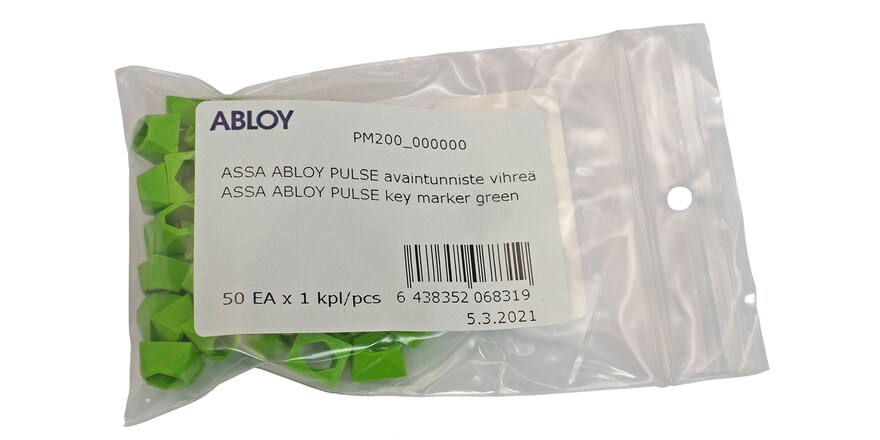 ABLOY
PM200_000000
ASSA ABLOY PULSE avaintunniste vihreä
ASSA ABLOY PULSE key marker green
50 EA x 1 kpl/pcs
6 438352 068319
5.3.2021